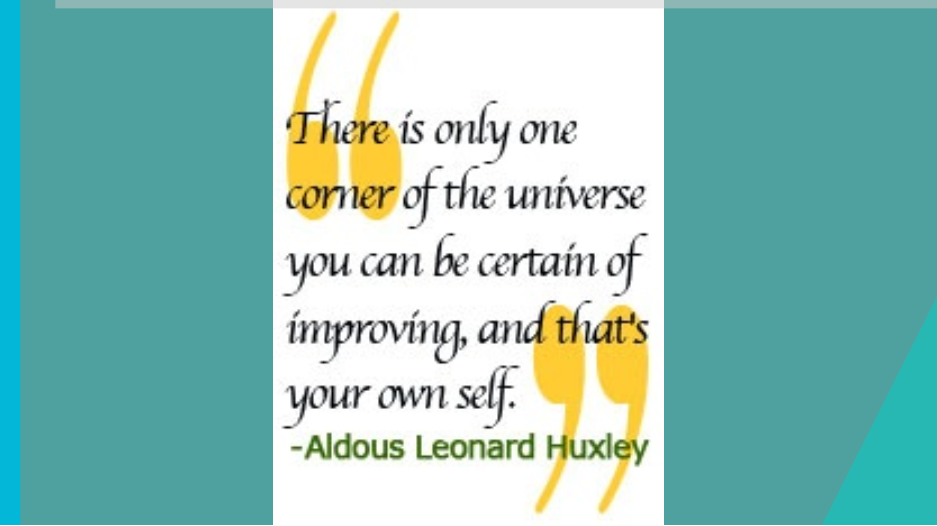 There is only one
corner of the universe
you can be certain of
improving, and that's
your own self.
-Aldous Leonard Huxley